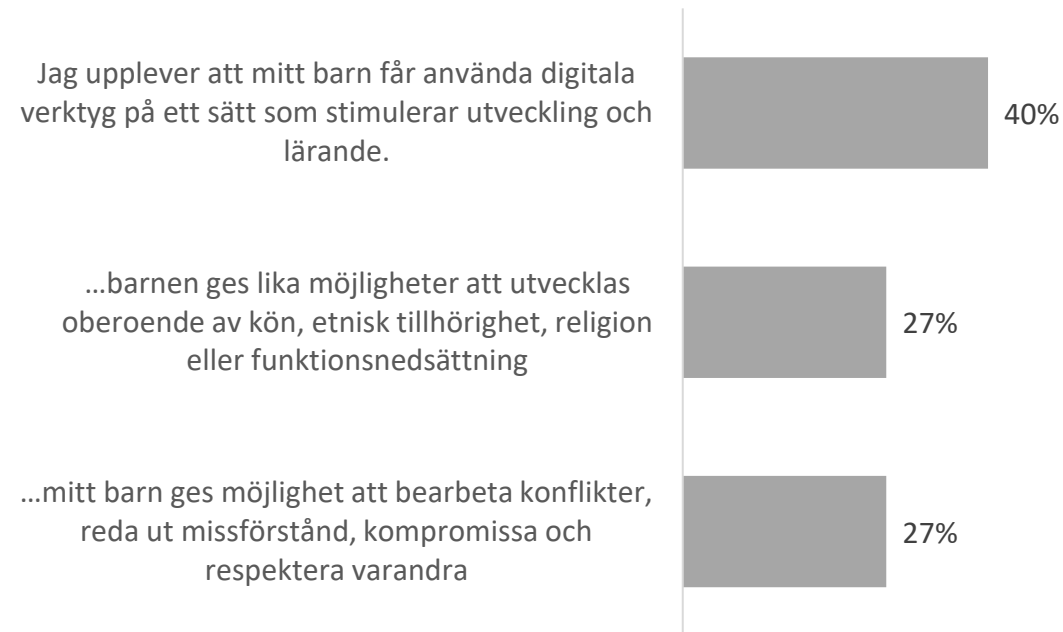 Jag upplever att mitt barn får använda digitala
verktyg på ett sätt som stimulerar utveckling och
lärande.
40%
...barnen ges lika möjligheter att utvecklas
oberoende av kön, etnisk tillhörighet, religion
eller funktionsnedsättning
27%
...mitt barn ges möjlighet att bearbeta konflikter,
reda ut missförstånd, kompromissa och
respektera varandra
27%